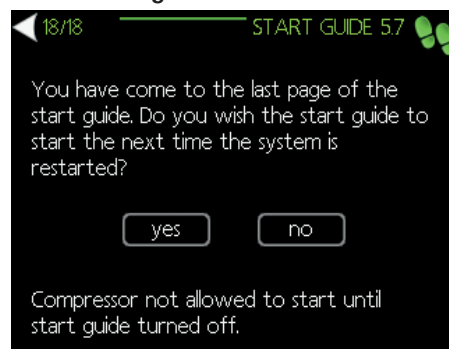 18/18 START GUIDE 5.7
You have come to the last page of the
start guide. Do you wish the start guide to
start the next time the system is
restarted?
yes no
Compressor not allowed to start until
start guide turned off.